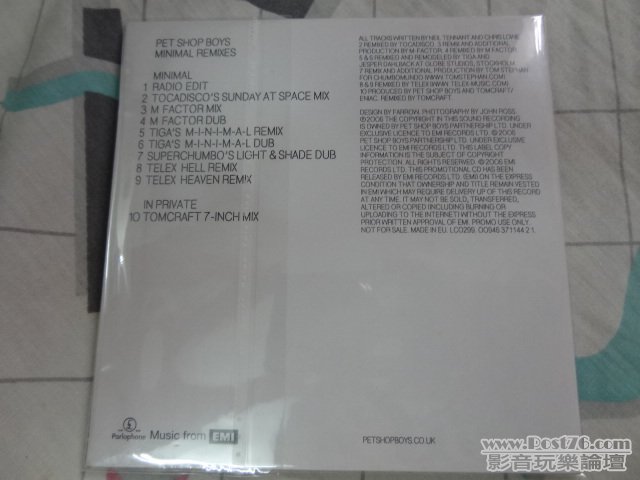 PET SHOP BOYS
MINIMAL REMIXES
MINIMAL
1 RADIO EDIT
2 TOCADISCO'S SUNDAY AT SPACE MIX
3 M FACTOR MIX
4 M FACTOR DUB
5 TIGA'S M-I-N-I-M-A-L REMIX
6 TIGA'S M-I-N-I-M-A-L DUB
7 SUPERCHUMBO'S LIGHT & SHADE DUB
8 TELEX HELL REMIX
9 TELEX HEAVEN REMIX
IN PRIVATE
10 TOMCRAFT 7-INCH MIX
ALL TRACKS WRITTEN BY NEIL TENNANT AND CHRIS LOWE
2 REMIXED BY TOCADISCO. 3 REMIX AND ADDITIONAL
PRODUCTION BY M-FACTOR. 4 REMIXED BY M FACTOR
5 & 6 REMIXED AND REMODELED BY TIGA AND
JESPER DAHLBACK AT GLOBE STUDIOS, STOCKHOLM
7 REMIX AND ADDITIONAL PRODUCTION BY TOM STEPHAN
FOR CHUMBOMUNDO (WWW.TOMSTEPHAN.COM)
8 & 9 REMIXED BY TELEX (WWW.TELEX-MUSIC.COM)
10 PRODUCED BY PET SHOP BOYS AND TOMCRAFT/
ENIAC. REMIXED BY TOMCRAFT.
DESIGN BY FARROW. PHOTOGRAPHY BY JOHN ROSS.
℗2006 THE COPYRIGHT IN THIS SOUND RECORDING
IS OWNED BY PET SHOP BOYS PARTNERSHIP LTD. UNDER
EXCLUSIVE LICENCE TO EMI RECORDS LTD. ©2006
PET SHOP BOYS PARTNERSHIP LTD. UNDER EXCLUSIVE
LICENCE TO EMI RECORDS LTD. THIS LABEL COPY
INFORMATION IS THE SUBJECT OF COPYRIGHT
PROTECTION. ALL RIGHTS RESERVED. © 2006 EMI
RECORDS LTD. THIS PROMOTIONAL CD HAS BEEN
RELEASED BY EMI RECORDS LTD. (EMI) ON THE EXPRESS
CONDITION THAT OWNERSHIP AND TITLE REMAIN VESTED
IN EMI WHICH MAY REQUIRE DELIVERY UP OF THIS RECORD
AT ANY TIME. IT MAY NOT BE SOLD, TRANSFERRED,
ALTERED OR COPIED (INCLUDING BURNING OR
UPLOADING TO THE INTERNET) WITHOUT THE EXPRESS
PRIOR WRITTEN APPROVAL OF EMI. PROMO USE ONLY
NOT FOR SALE. MADE IN EU. LC0299. 00946 371144 2 1.
Parlophone Music from EMI
PETSHOPBOYS.CO.UK
www.Post76.com
影音玩樂論壇